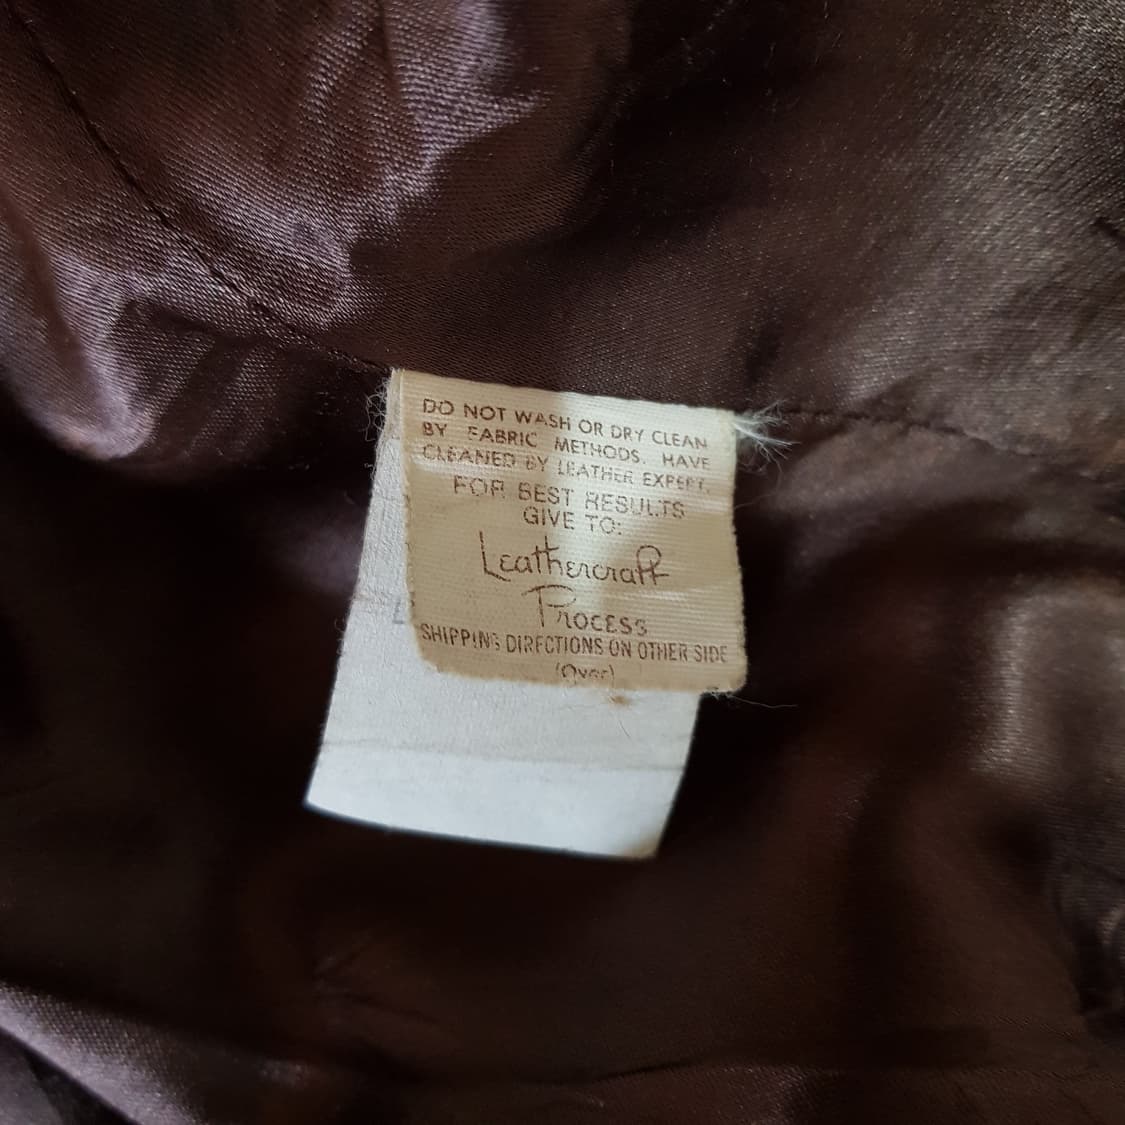 DO NOT WASH OR DRY CLEAN
BY FABRIC METHODS. HAVE
CLEANED BY LEATHER EXPERT.
FOR BEST RESULTS
GIVE TO:
Leathercraft
Process
SHIPPING DIRECTIONS ON OTHER SIDE
(Over)